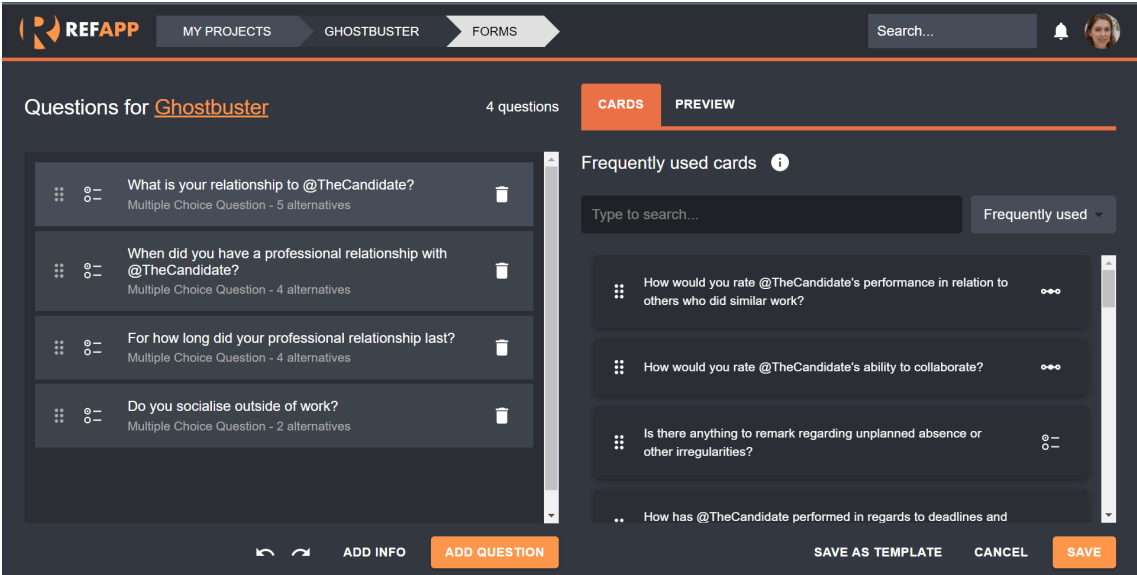 REFAPP
MY PROJECTS
GHOSTBUSTER
FORMS
Search...
Questions for Ghostbuster
4 questions
What is your relationship to @TheCandidate?
Multiple Choice Question - 5 alternatives
When did you have a professional relationship with
@TheCandidate?
Multiple Choice Question - 4 alternatives
For how long did your professional relationship last?
Multiple Choice Question - 4 alternatives
Do you socialise outside of work?
Multiple Choice Question - 2 alternatives
ADD INFO
ADD QUESTION
CARDS
PREVIEW
Frequently used cards
Type to search...
Frequently used
How would you rate @TheCandidate's performance in relation to
others who did similar work?
How would you rate @TheCandidate's ability to collaborate?
Is there anything to remark regarding unplanned absence or
other irregularities?
How has @TheCandidate performed in regards to deadlines and
SAVE AS TEMPLATE
CANCEL
SAVE